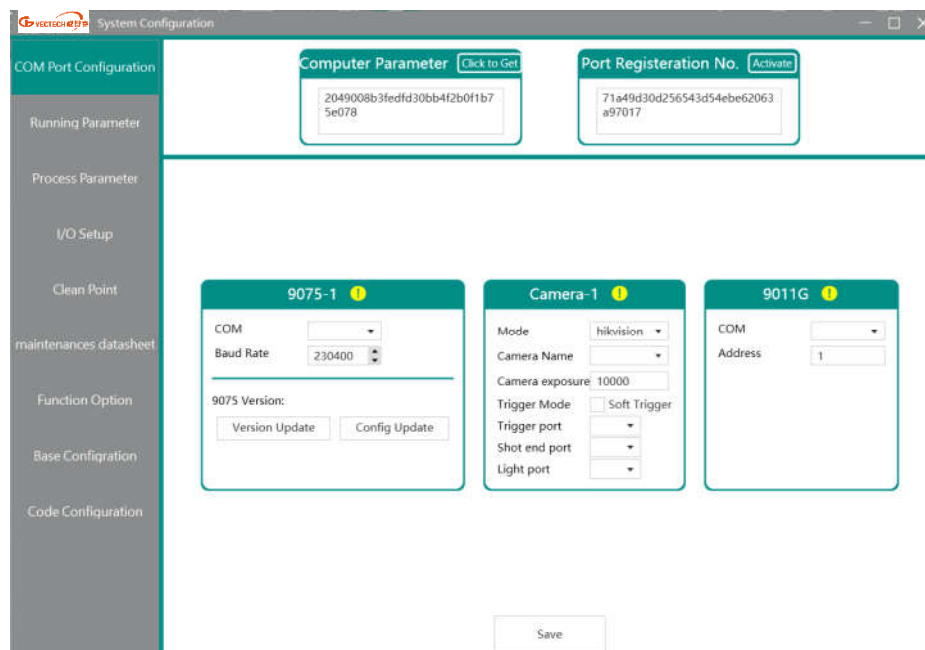 GVECTECH System Configuration
COM Port Configuration
Running Parameter
Process Parameter
I/O Setup
Clean Point
maintenances datasheet
Function Option
Base Configration
Code Configuration
Computer Parameter Click to Get
2049008b3fedfd30bb4f2b0f1b7
5e078
Port Registeration No. Activate
71a49d30d256543d54ebe62063
a97017
9075-1 !
COM
Baud Rate 230400
9075 Version:
Version Update Config Update
Camera-1 !
Mode hikvision
Camera Name
Camera exposure 10000
Trigger Mode Soft Trigger
Trigger port
Shot end port
Light port
9011G !
COM
Address 1
Save